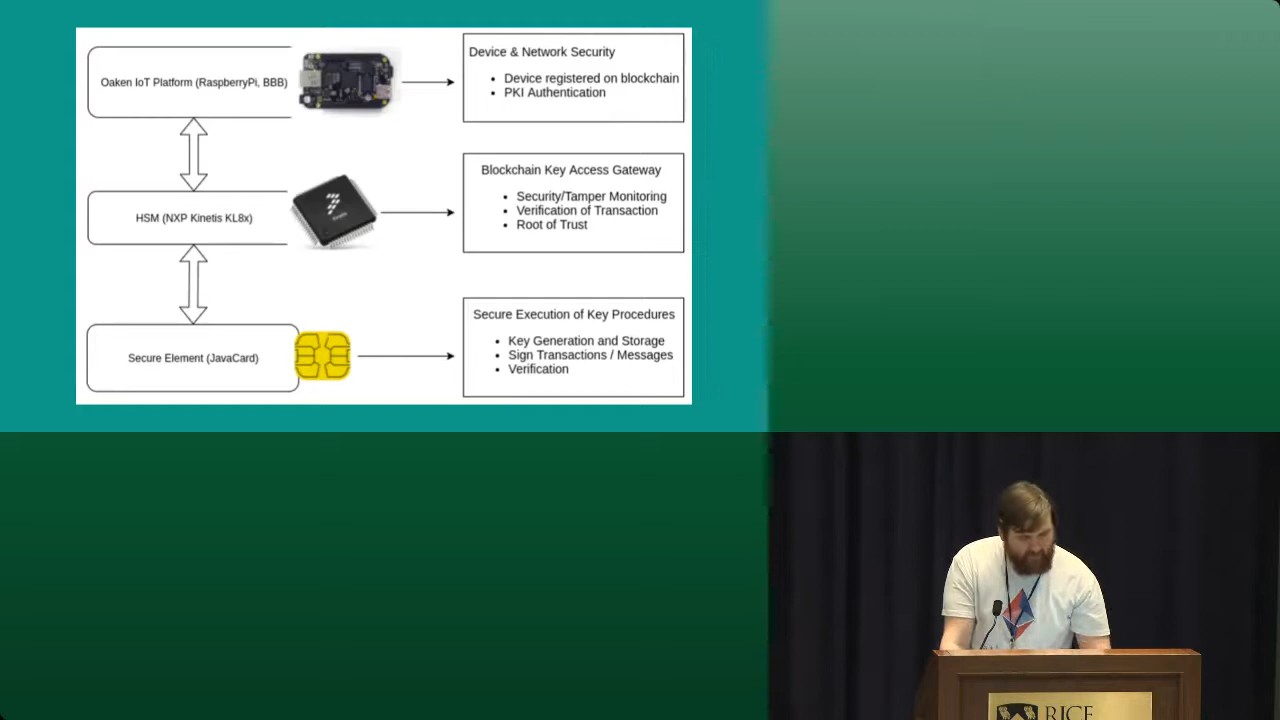 Oaken IoT Platform (RaspberryPi, BBB)
Device & Network Security
Device registered on blockchain
PKI Authentication
HSM (NXP Kinetis KL8x)
Blockchain Key Access Gateway
Security/Tamper Monitoring
Verification of Transaction
Root of Trust
Secure Element (JavaCard)
Secure Execution of Key Procedures
Key Generation and Storage
Sign Transactions / Messages
Verification
RICE